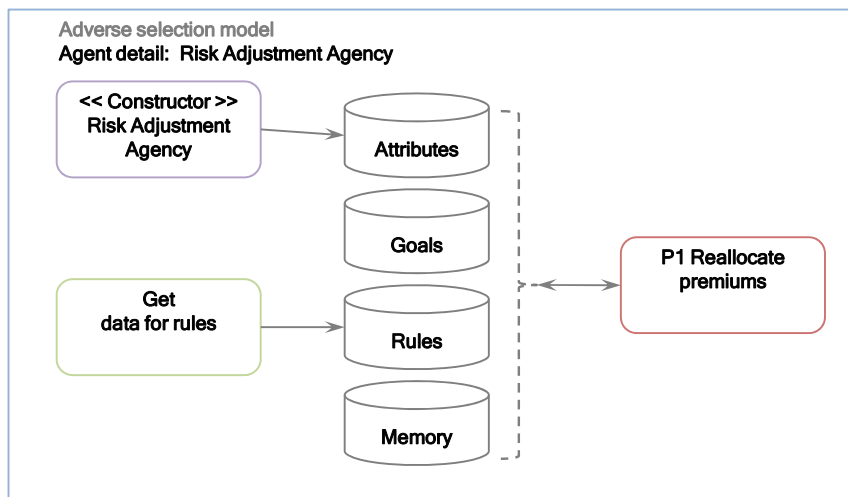 Adverse selection model
Agent detail: Risk Adjustment Agency
<< Constructor >>
Risk Adjustment
Agency
Attributes
Goals
P1 Reallocate
premiums
Get
data for rules
Rules
Memory